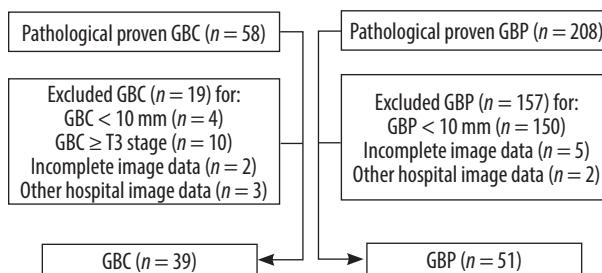 Pathological proven GBC (n = 58)
Pathological proven GBP (n = 208)
Excluded GBC (n = 19) for:
GBC < 10 mm (n = 4)
GBC ≥ T3 stage (n = 10)
Incomplete image data (n = 2)
Other hospital image data (n = 3)
Excluded GBP (n = 157) for:
GBP < 10 mm (n = 150)
Incomplete image data (n = 5)
Other hospital image data (n = 2)
GBC (n = 39)
GBP (n = 51)